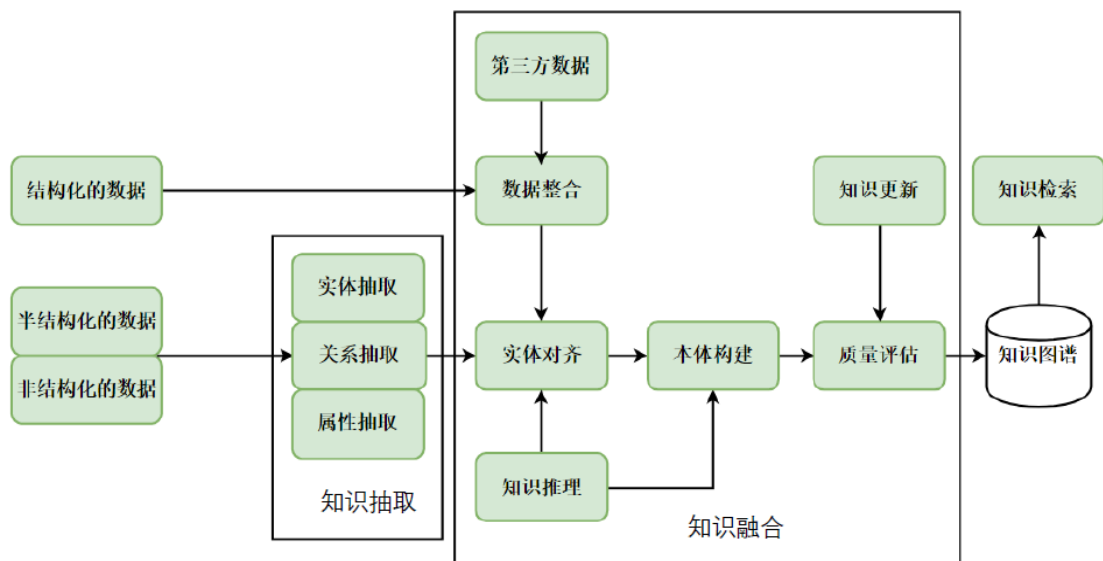 第三方数据
结构化的数据
数据整合
知识更新
知识检索
实体抽取
半结构化的数据
关系抽取
实体对齐
本体构建
质量评估
知识图谱
非结构化的数据
属性抽取
知识推理
知识抽取
知识融合